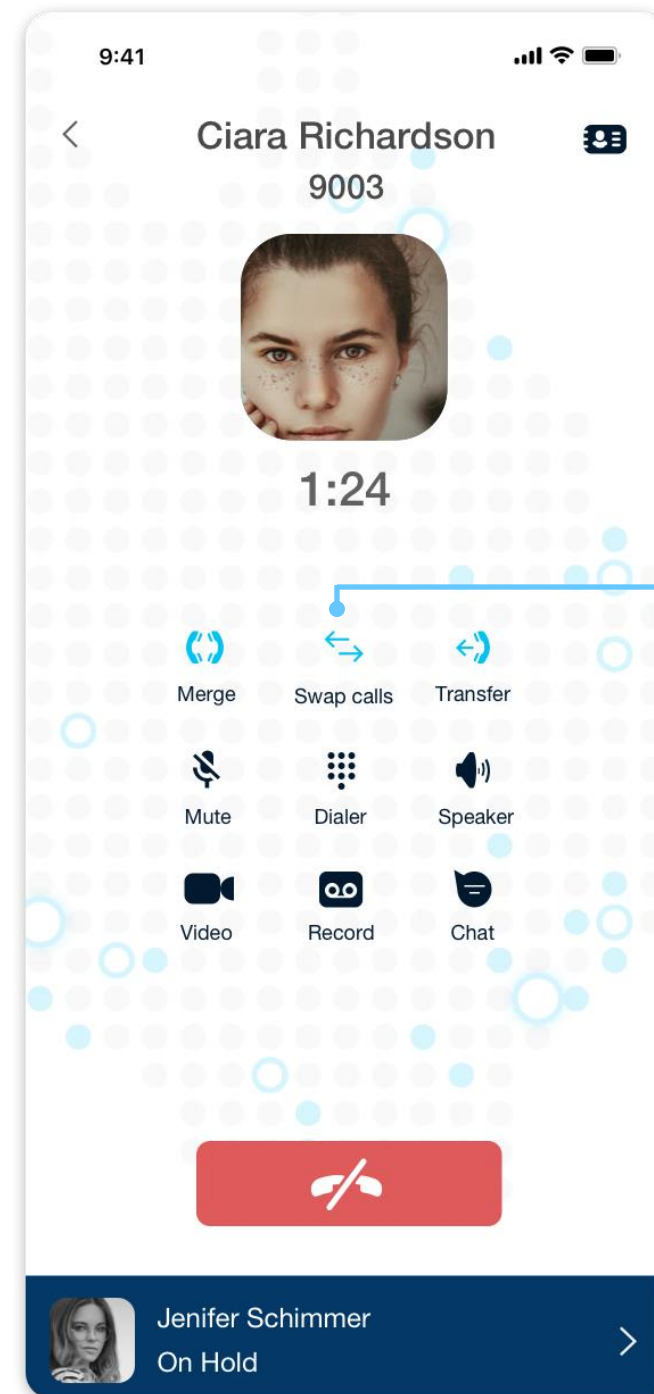 9:41
Ciara Richardson
9003
1:24
Merge Swap calls Transfer
Mute Dialer Speaker
Video Record Chat
Jenifer Schimmer
On Hold